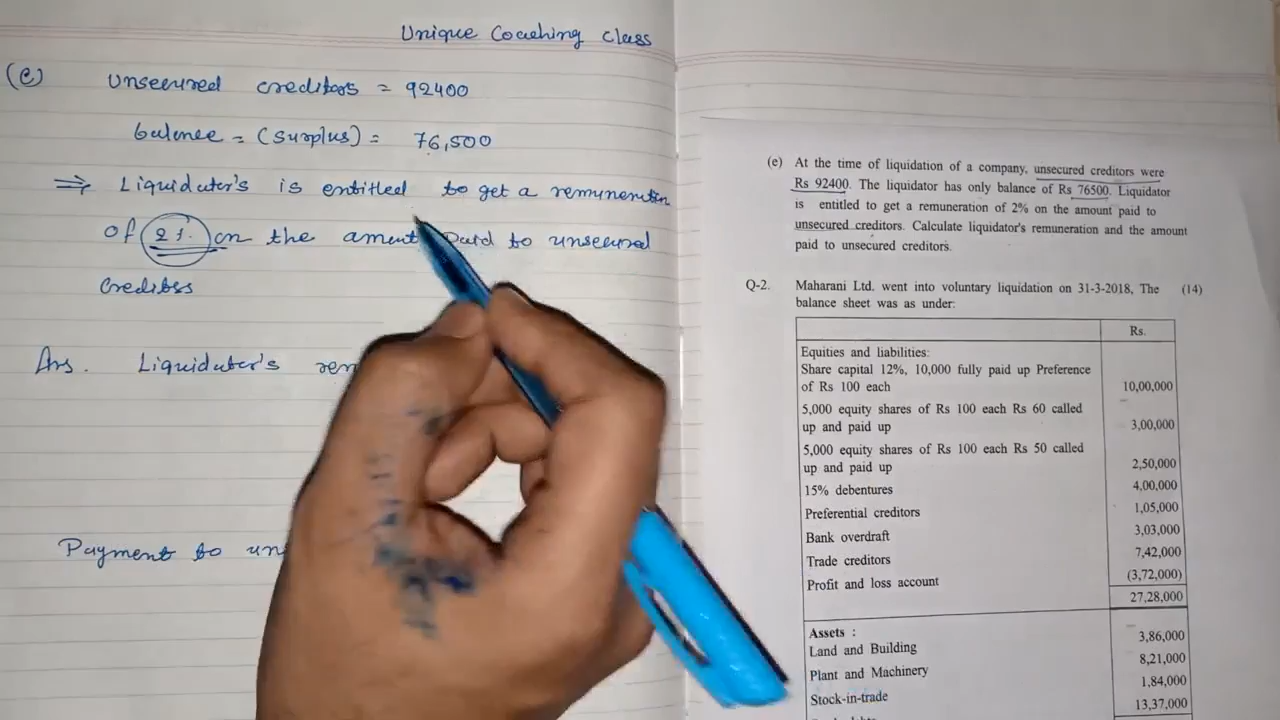 Unique Coaching Class
(e) Unsecured creditors = 92400
balance = (Surplus) = 76,500
⇒ Liquidator's is entitled to get a remuneration
of 2% on the amount Paid to unsecured
creditors
Ans. Liquidator's
Payment to
(e) At the time of liquidation of a company, unsecured creditors were
Rs 92400. The liquidator has only balance of Rs 76500. Liquidator
is entitled to get a remuneration of 2% on the amount paid to
unsecured creditors. Calculate liquidator's remuneration and the amount
paid to unsecured creditors.
Q-2. Maharani Ltd. went into voluntary liquidation on 31-3-2018, The (14)
balance sheet was as under:
Rs.
Equities and liabilities:
Share capital 12%, 10,000 fully paid up Preference
of Rs 100 each 10,00,000
5,000 equity shares of Rs 100 each Rs 60 called
up and paid up 3,00,000
5,000 equity shares of Rs 100 each Rs 50 called
up and paid up 2,50,000
15% debentures 4,00,000
Preferential creditors 1,05,000
Bank overdraft 3,03,000
Trade creditors 7,42,000
Profit and loss account (3,72,000)
27,28,000
Assets :
Land and Building 3,86,000
Plant and Machinery 8,21,000
Stock-in-trade 1,84,000
13,37,000